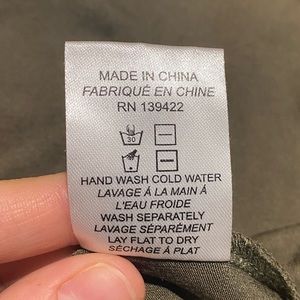 MADE IN CHINA
FABRIQUÉ EN CHINE
RN 139422
30
HAND WASH COLD WATER
LAVAGE À LA MAIN À
L'EAU FROIDE
WASH SEPARATELY
LAVAGE SÉPARÉMENT
LAY FLAT TO DRY
SÉCHAGE À PLAT